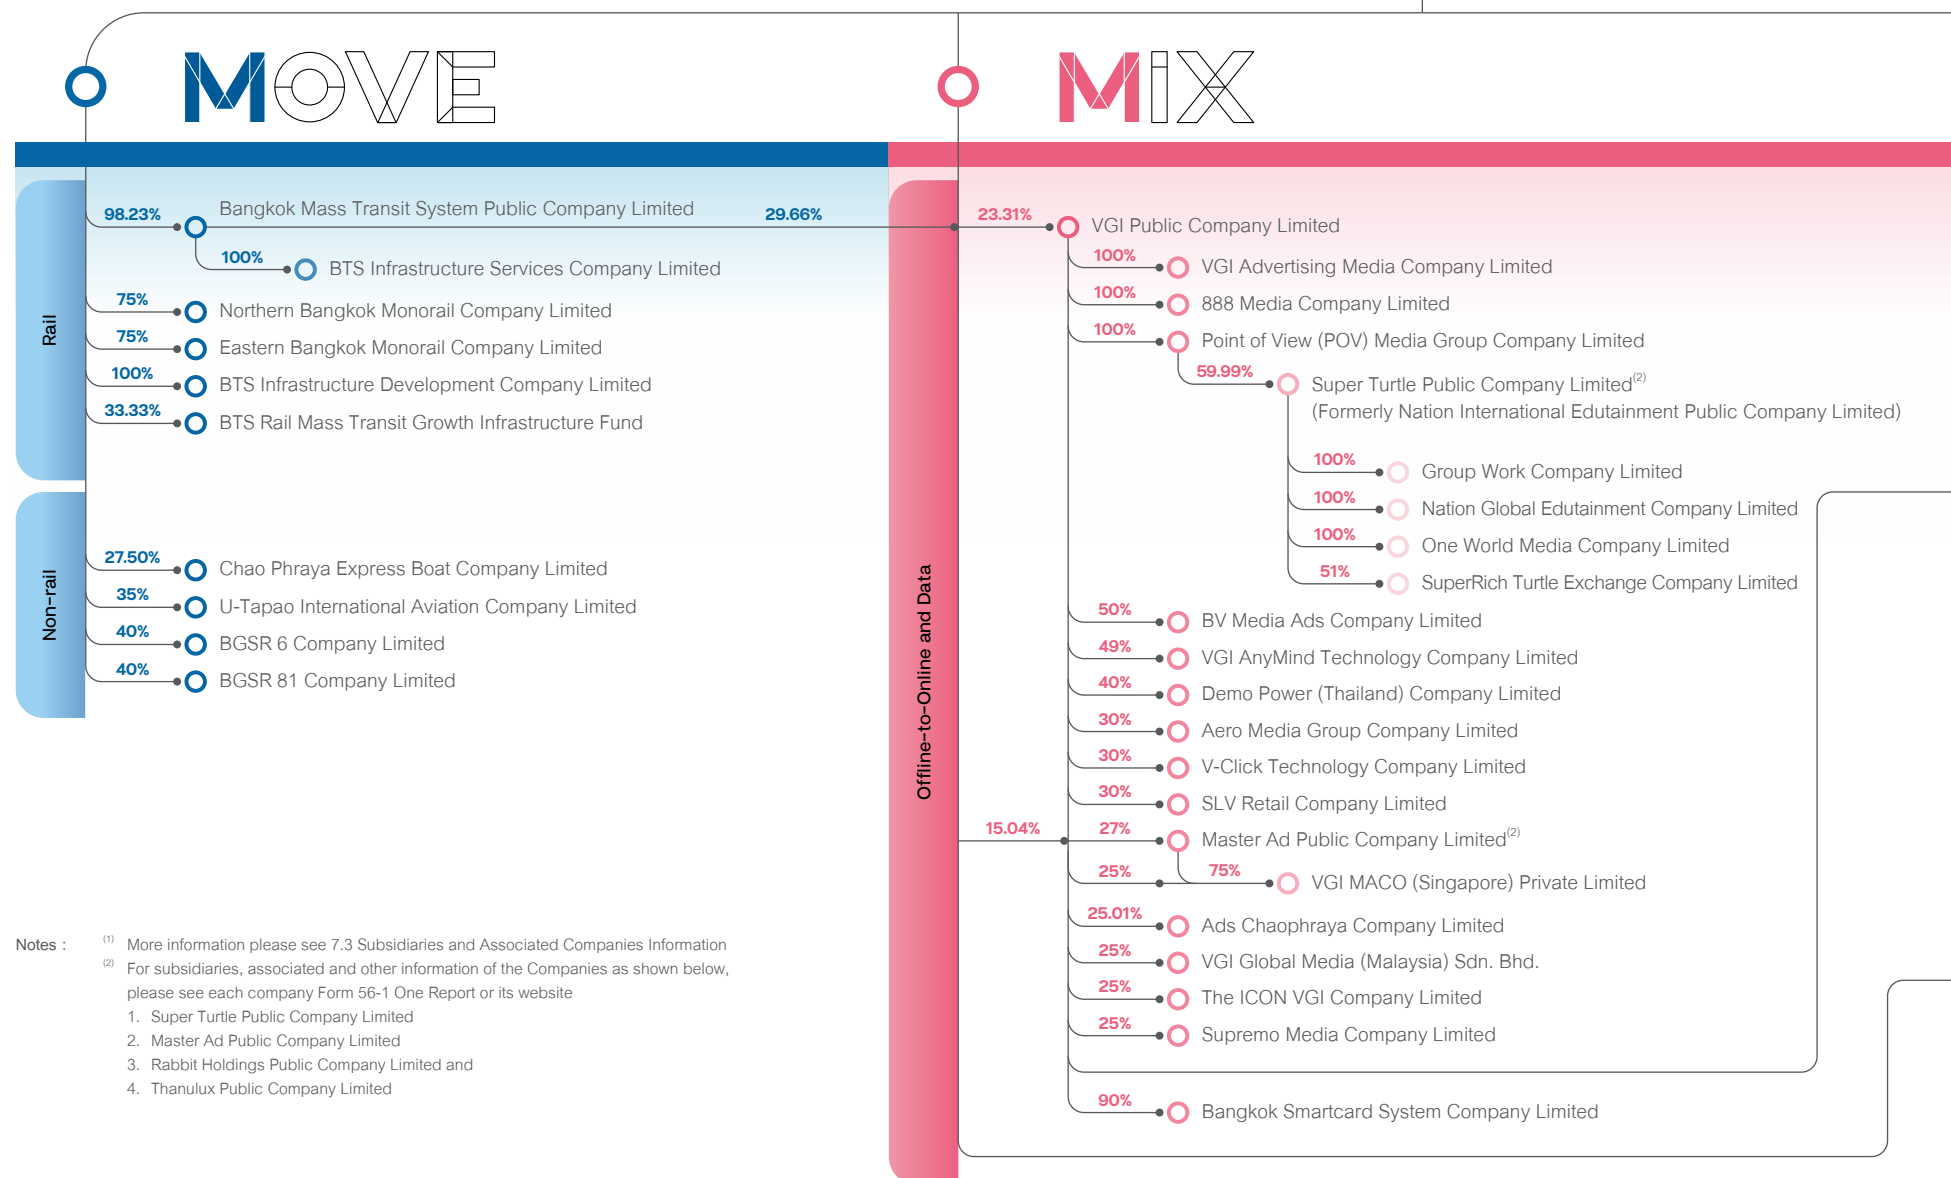 MOVE
MiX
Rail
98.23%
Bangkok Mass Transit System Public Company Limited
29.66%
100%
BTS Infrastructure Services Company Limited
75%
Northern Bangkok Monorail Company Limited
75%
Eastern Bangkok Monorail Company Limited
100%
BTS Infrastructure Development Company Limited
33.33%
BTS Rail Mass Transit Growth Infrastructure Fund
Non-rail
27.50%
Chao Phraya Express Boat Company Limited
35%
U-Tapao International Aviation Company Limited
40%
BGSR 6 Company Limited
40%
BGSR 81 Company Limited
Offline-to-Online and Data
23.31%
VGI Public Company Limited
100%
VGI Advertising Media Company Limited
100%
888 Media Company Limited
100%
Point of View (POV) Media Group Company Limited
59.99%
Super Turtle Public Company Limited(2)
(Formerly Nation International Edutainment Public Company Limited)
100%
Group Work Company Limited
100%
Nation Global Edutainment Company Limited
100%
One World Media Company Limited
51%
SuperRich Turtle Exchange Company Limited
50%
BV Media Ads Company Limited
49%
VGI AnyMind Technology Company Limited
40%
Demo Power (Thailand) Company Limited
30%
Aero Media Group Company Limited
30%
V-Click Technology Company Limited
30%
SLV Retail Company Limited
15.04%
27%
Master Ad Public Company Limited(2)
25%
75%
VGI MACO (Singapore) Private Limited
25.01%
Ads Chaophraya Company Limited
25%
VGI Global Media (Malaysia) Sdn. Bhd.
25%
The ICON VGI Company Limited
25%
Supremo Media Company Limited
90%
Bangkok Smartcard System Company Limited
Notes : (1) More information please see 7.3 Subsidiaries and Associated Companies Information
(2) For subsidiaries, associated and other information of the Companies as shown below,
please see each company Form 56-1 One Report or its website
1. Super Turtle Public Company Limited
2. Master Ad Public Company Limited
3. Rabbit Holdings Public Company Limited and
4. Thanulux Public Company Limited